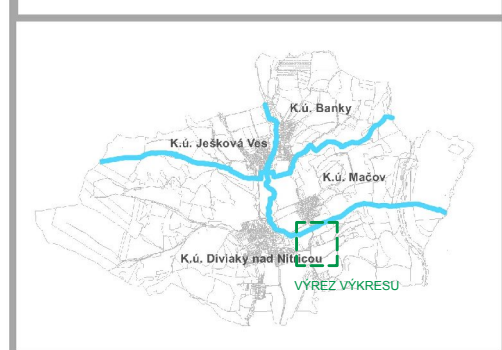 K.ú. Banky
K.ú. Ješková Ves
K.ú. Mačov
K.ú. Diviaky nad Nitricou
VÝREZ VÝKRESU